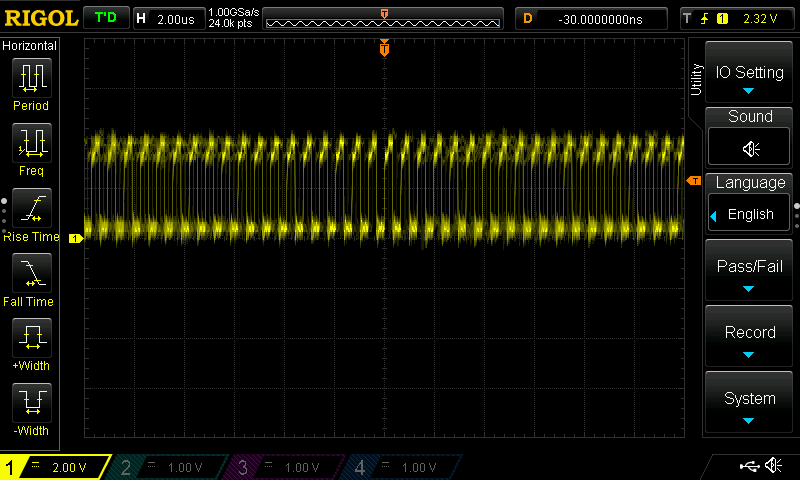 RIGOL T'D H 2.00us 1.00GSa/s 24.0k pts T D -30.0000000ns T 1 2.32 V
Horizontal
Period
Freq
Rise Time
Fall Time
+Width
-Width
T
T
1
Utility
IO Setting
Sound
Language
English
Pass/Fail
Record
System
1 2.00 V 2 1.00 V 3 1.00 V 4 1.00 V